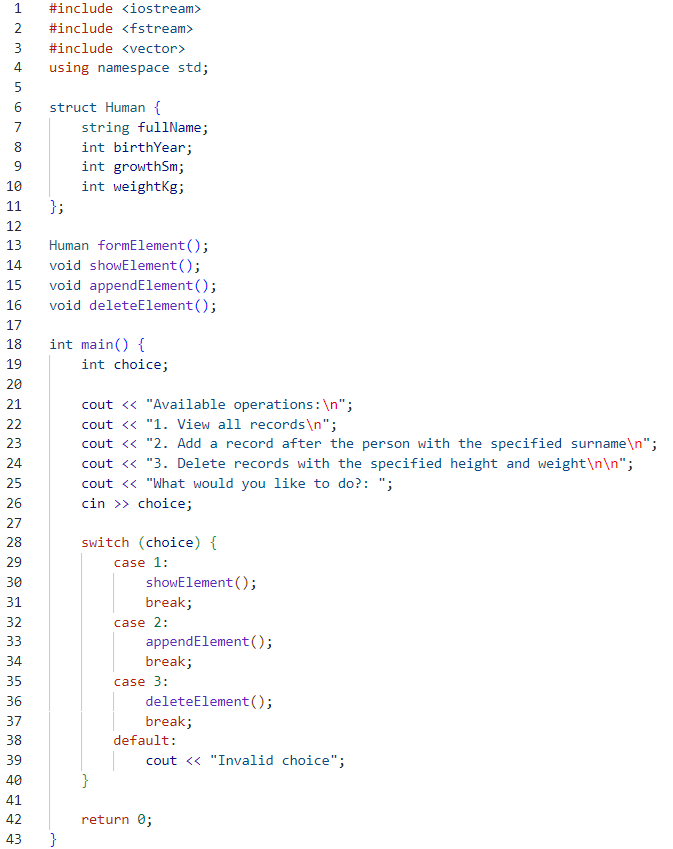 1 #include <iostream>
2 #include <fstream>
3 #include <vector>
4 using namespace std;
5
6 struct Human {
7     string fullName;
8     int birthYear;
9     int growthSm;
10     int weightKg;
11 };
12
13 Human formElement();
14 void showElement();
15 void appendElement();
16 void deleteElement();
17
18 int main() {
19     int choice;
20
21     cout << "Available operations:\n";
22     cout << "1. View all records\n";
23     cout << "2. Add a record after the person with the specified surname\n";
24     cout << "3. Delete records with the specified height and weight\n\n";
25     cout << "What would you like to do?: ";
26     cin >> choice;
27
28     switch (choice) {
29         case 1:
30             showElement();
31             break;
32         case 2:
33             appendElement();
34             break;
35         case 3:
36             deleteElement();
37             break;
38         default:
39             cout << "Invalid choice";
40     }
41
42     return 0;
43 }